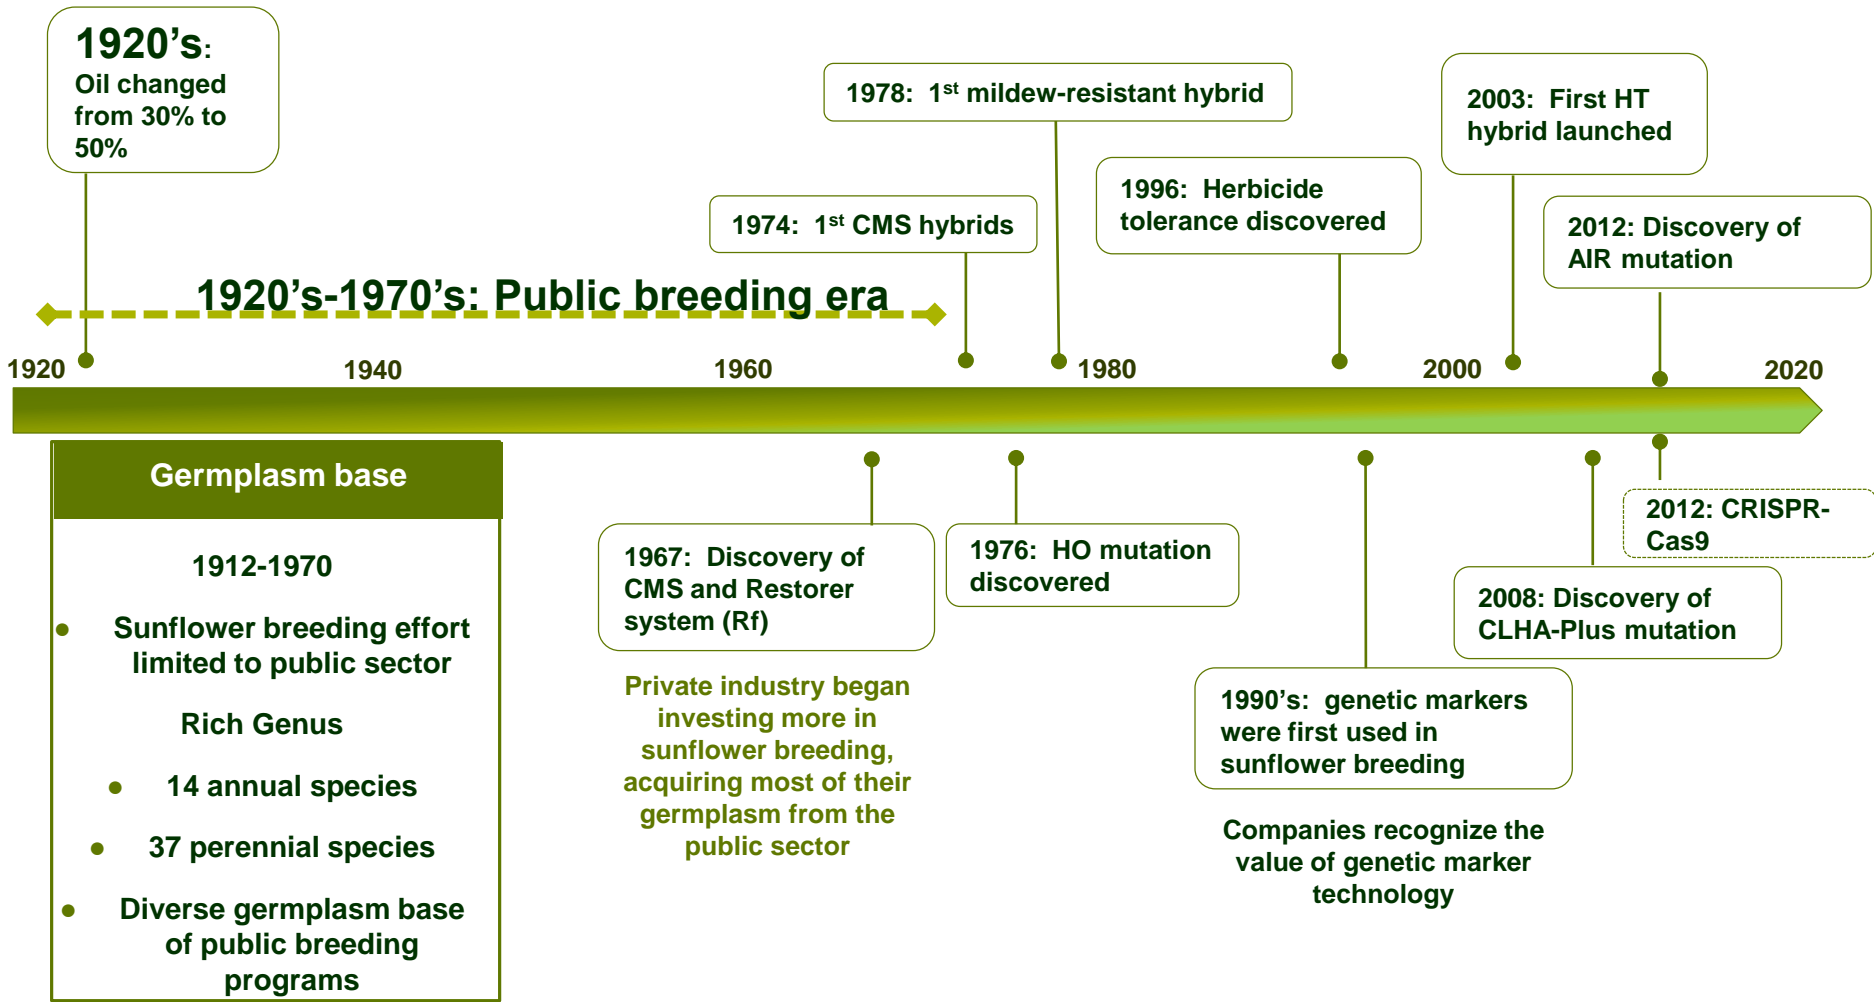 1920’s:
Oil changed
from 30% to
50%
1978: 1st mildew-resistant hybrid
2003: First HT
hybrid launched
1996: Herbicide
tolerance discovered
1974: 1st CMS hybrids
2012: Discovery of
AIR mutation
1920’s-1970’s: Public breeding era
1920
1940
1960
1980
2000
2020
Germplasm base
1912-1970
• Sunflower breeding effort
limited to public sector
Rich Genus
• 14 annual species
• 37 perennial species
• Diverse germplasm base
of public breeding
programs
1967: Discovery of
CMS and Restorer
system (Rf)
Private industry began
investing more in
sunflower breeding,
acquiring most of their
germplasm from the
public sector
1976: HO mutation
discovered
1990’s: genetic markers
were first used in
sunflower breeding
Companies recognize the
value of genetic marker
technology
2012: CRISPR-
Cas9
2008: Discovery of
CLHA-Plus mutation